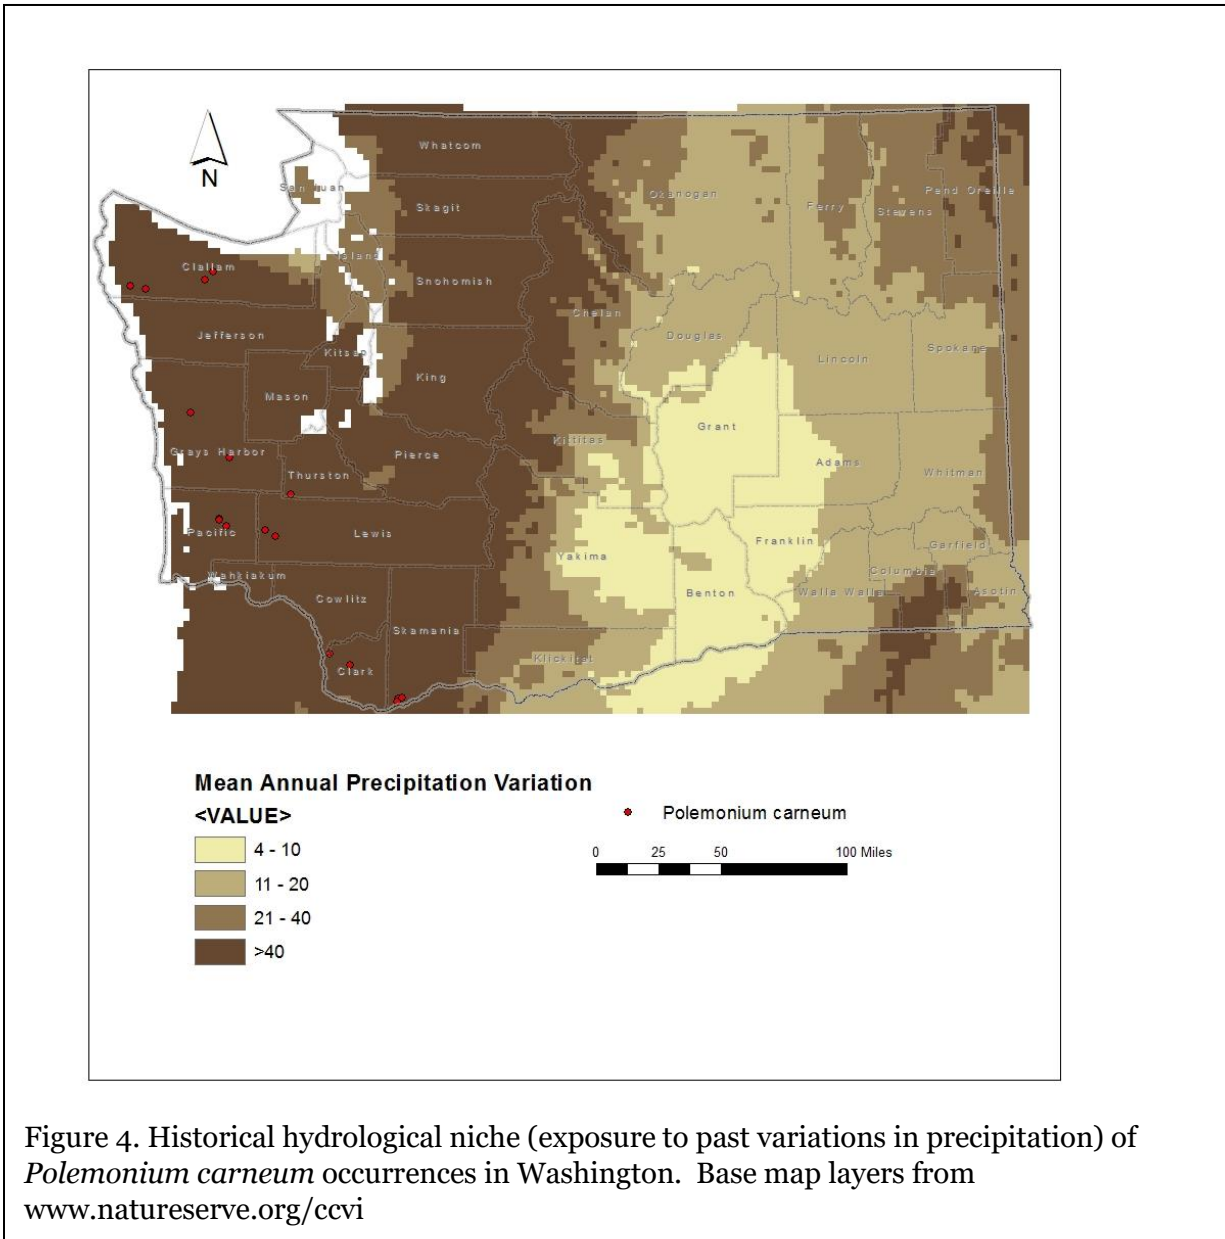 N
Whatcom
San Juan
Skagit
Okanogan
Ferry
Stevens
Pend Oreille
Island
Clallam
Snohomish
Chelan
Jefferson
Kitsap
Douglas
Lincoln
Spokane
King
Mason
Grant
Kittitas
Grays Harbor
Pierce
Adams
Thurston
Whitman
Pacific
Lewis
Franklin
Garfield
Yakima
Columbia
Wahkiakum
Benton
Walla Walla
Asotin
Cowlitz
Skamania
Klickitat
Clark
Mean Annual Precipitation Variation
<VALUE>
4 - 10
11 - 20
21 - 40
>40
Polemonium carneum
0 25 50 100 Miles
Figure 4. Historical hydrological niche (exposure to past variations in precipitation) of
Polemonium carneum occurrences in Washington. Base map layers from
www.natureserve.org/ccvi